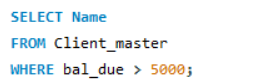 SELECT Name
FROM Client_master
WHERE bal_due > 5000;